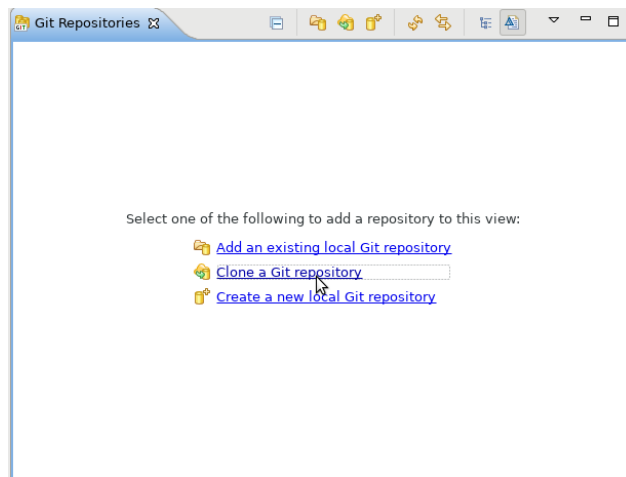 Git Repositories
Select one of the following to add a repository to this view:
Add an existing local Git repository
Clone a Git repository
Create a new local Git repository